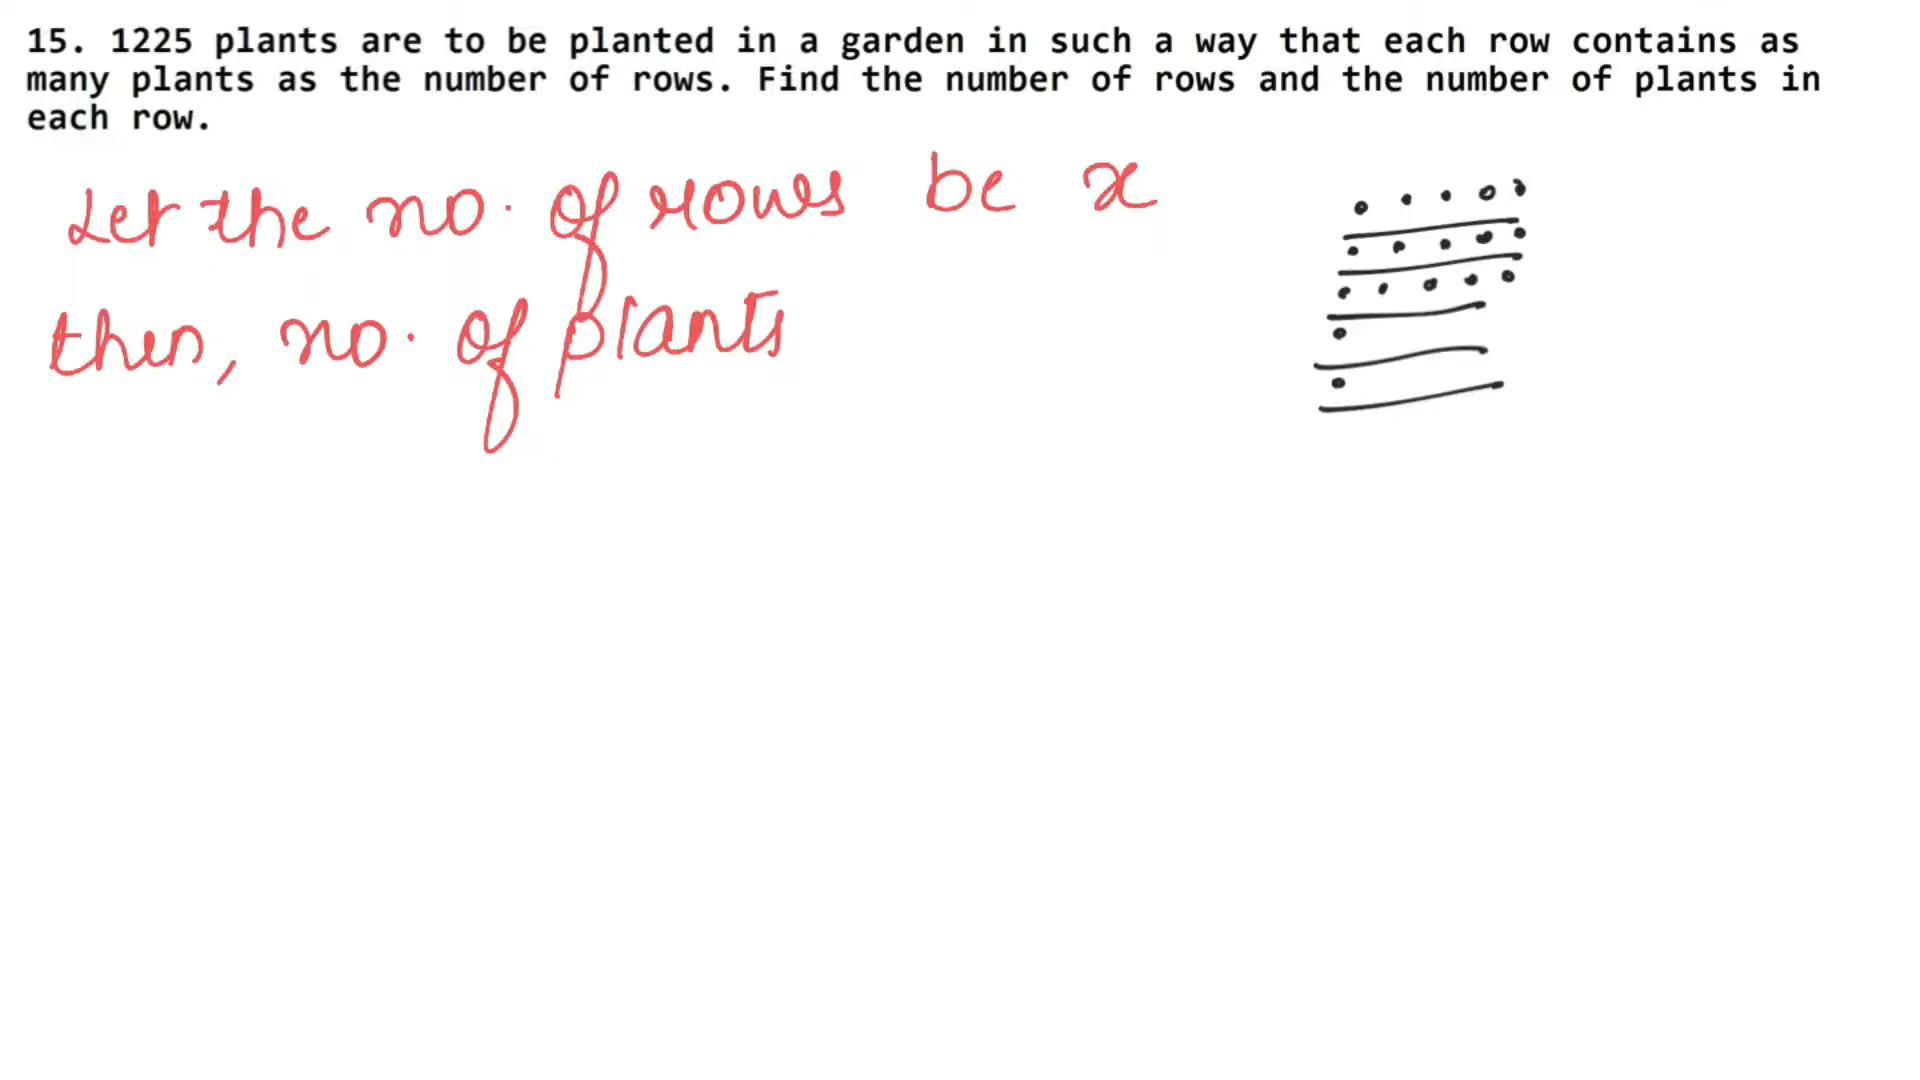 15. 1225 plants are to be planted in a garden in such a way that each row contains as
many plants as the number of rows. Find the number of rows and the number of plants in
each row.
Let the no. of rows be x
then, no. of plants